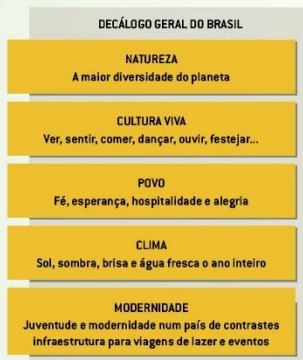 DECÁLOGO GERAL DO BRASIL
NATUREZA
A maior diversidade do planeta
CULTURA VIVA
Ver, sentir, comer, dançar, ouvir, festejar...
POVO
Fé, esperança, hospitalidade e alegria
CLIMA
Sol, sombra, brisa e água fresca o ano inteiro
MODERNIDADE
Juventude e modernidade num país de contrastes
infraestrutura para viagens de lazer e eventos